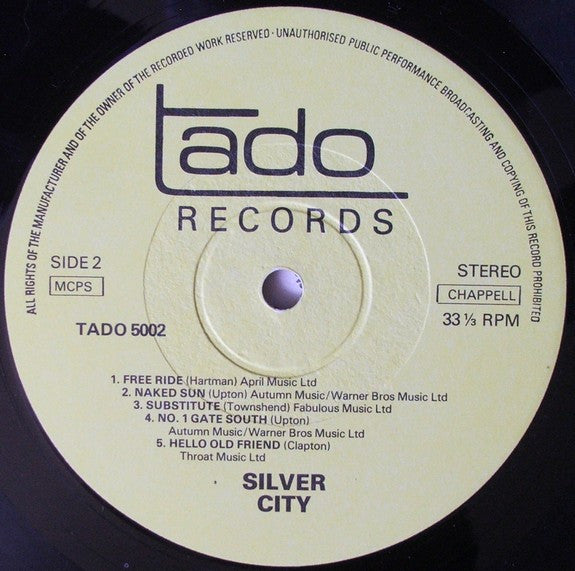 ALL RIGHTS OF THE MANUFACTURER AND OF THE OWNER OF THE RECORDED WORK RESERVED · UNAUTHORISED PUBLIC PERFORMANCE BROADCASTING AND COPYING OF THIS RECORD PROHIBITED
tado
RECORDS
SIDE 2
MCPS
STEREO
CHAPPELL
33⅓ RPM
TADO 5002
1. FREE RIDE (Hartman) April Music Ltd
2. NAKED SUN (Upton) Autumn Music/Warner Bros Music Ltd
3. SUBSTITUTE (Townshend) Fabulous Music Ltd
4. NO. 1 GATE SOUTH (Upton)
Autumn Music/Warner Bros Music Ltd
5. HELLO OLD FRIEND (Clapton)
Throat Music Ltd
SILVER
CITY